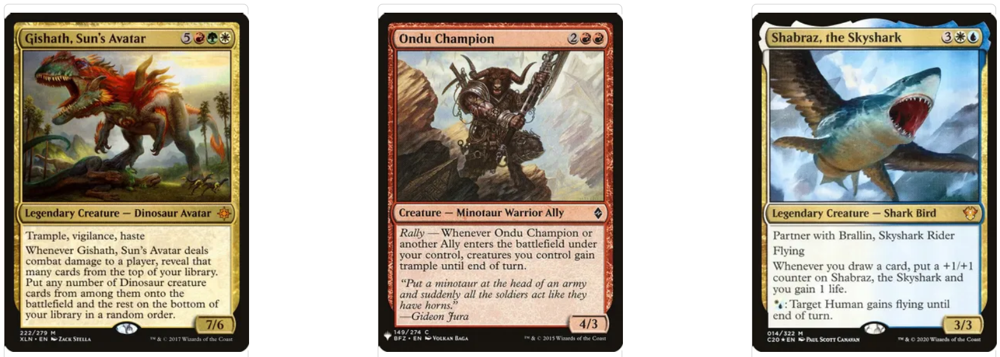 Gishath, Sun's Avatar 5
Legendary Creature — Dinosaur Avatar
Trample, vigilance, haste
Whenever Gishath, Sun's Avatar deals
combat damage to a player, reveal that
many cards from the top of your library.
Put any number of Dinosaur creature
cards from among them onto the
battlefield and the rest on the bottom of
your library in a random order.
7/6
222/279 M
XLN • EN ZACK STELLA
™ & © 2017 Wizards of the Coast
Ondu Champion 2
Creature — Minotaur Warrior Ally
Rally — Whenever Ondu Champion or
another Ally enters the battlefield under
your control, creatures you control gain
trample until end of turn.
“Put a minotaur at the head of an army
and suddenly all the soldiers act like they
have horns.”
—Gideon Jura
4/3
149/274 C
BFZ • EN VOLKAN BAGA
™ & © 2015 Wizards of the Coast
Shabraz, the Skyshark 3
Legendary Creature — Shark Bird
Partner with Brallin, Skyshark Rider
Flying
Whenever you draw a card, put a +1/+1
counter on Shabraz, the Skyshark and
you gain 1 life.
: Target Human gains flying until
end of turn.
3/3
014/322 M
C20 ★ EN PAUL SCOTT CANAVAN
™ & © 2020 Wizards of the Coast